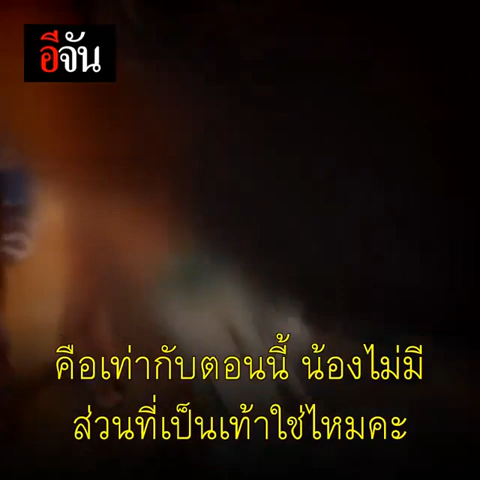 อีจัน
คือเท่ากับตอนนี้ น้องไม่มี
ส่วนที่เป็นเท้าใช่ไหมคะ